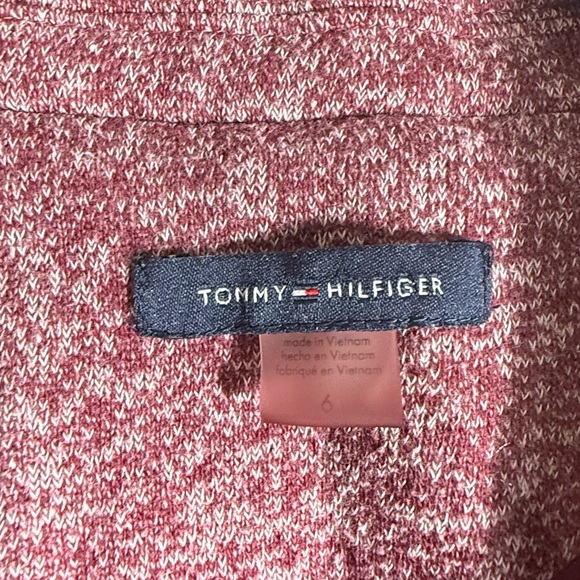 TOMMY HILFIGER
made in Vietnam
hecho en Vietnam
fabriqué en Vietnam
6